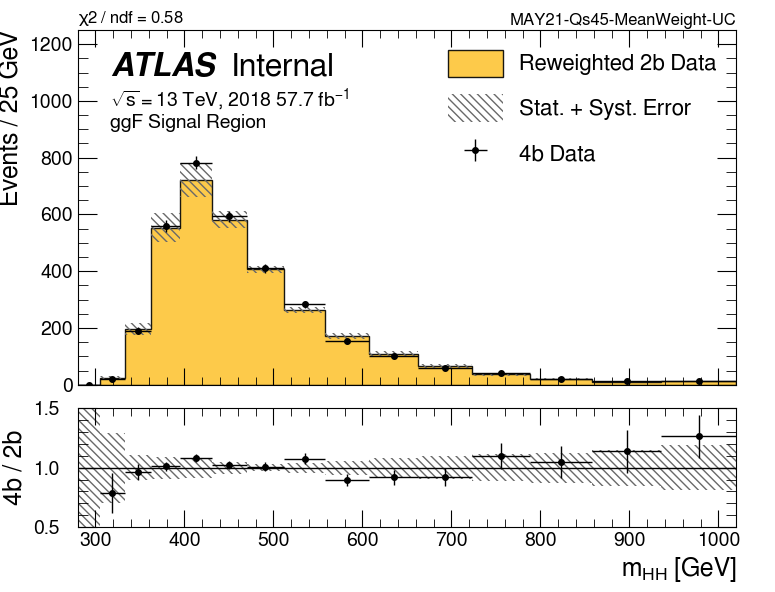 χ2 / ndf = 0.58
MAY21-Qs45-MeanWeight-UC
ATLAS Internal
√s = 13 TeV, 2018 57.7 fb⁻¹
ggF Signal Region
Reweighted 2b Data
Stat. + Syst. Error
4b Data
Events / 25 GeV
1200
1000
800
600
400
200
0
4b / 2b
1.5
1.0
0.5
300 400 500 600 700 800 900 1000
mHH [GeV]